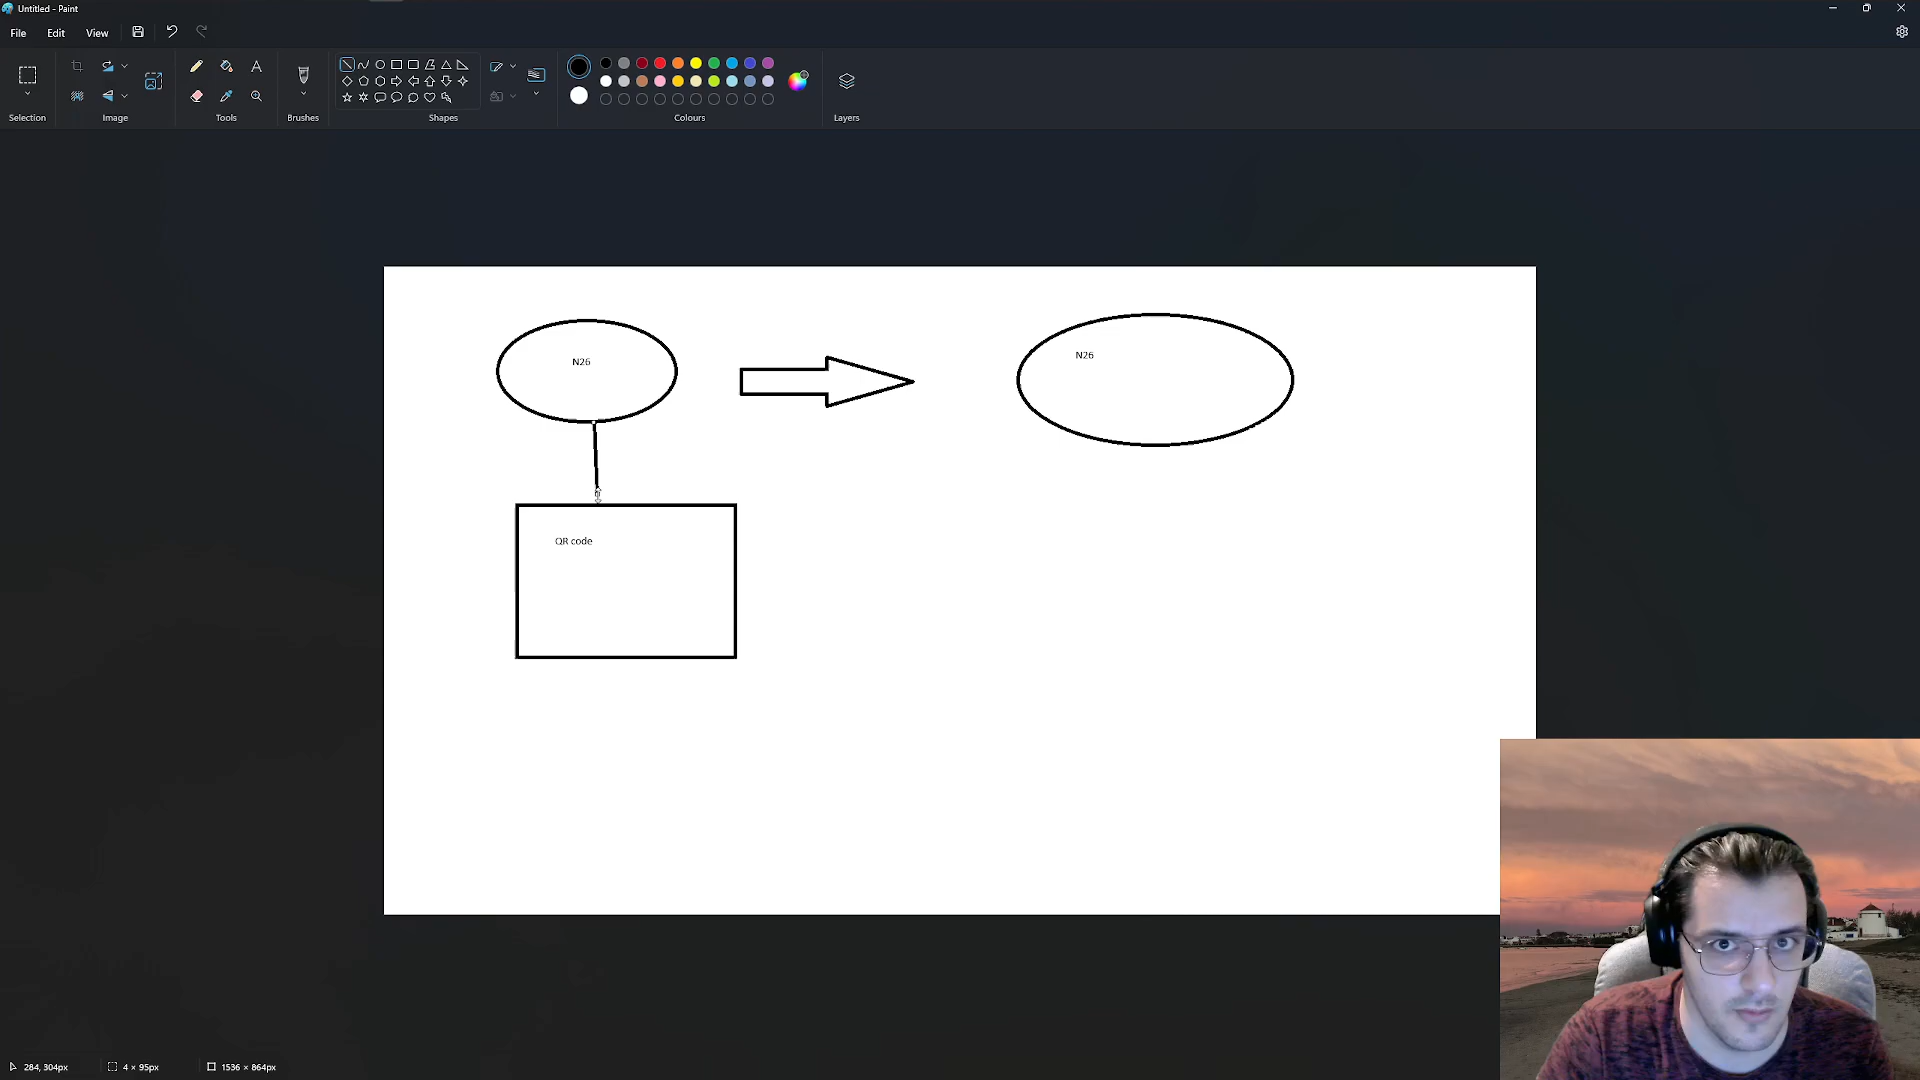 Untitled - Paint
File Edit View
Selection Image Tools Brushes Shapes Colours Layers
N26
N26
QR code
284, 304px 4 × 95px 1536 × 864px